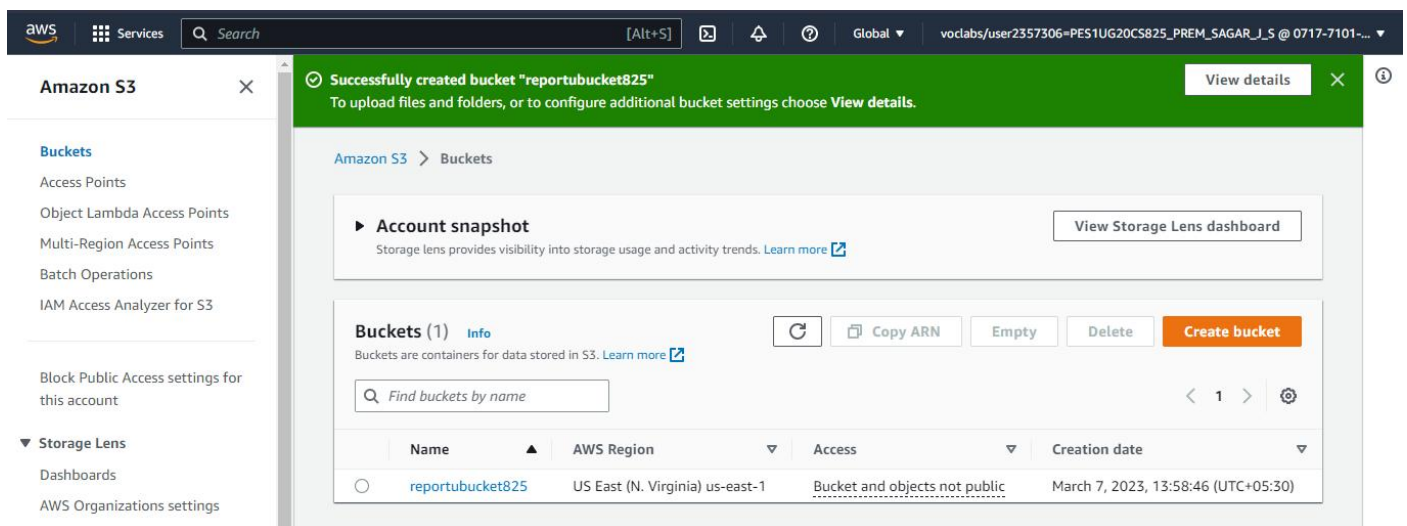 aws
Services
Search
[Alt+S]
Global
voclabs/user2357306=PES1UG20CS825_PREM_SAGAR_J_S @ 0717-7101-...
Amazon S3
Buckets
Access Points
Object Lambda Access Points
Multi-Region Access Points
Batch Operations
IAM Access Analyzer for S3
Block Public Access settings for
this account
Storage Lens
Dashboards
AWS Organizations settings
Successfully created bucket "reportubucket825"
To upload files and folders, or to configure additional bucket settings choose View details.
View details
Amazon S3 > Buckets
Account snapshot
Storage lens provides visibility into storage usage and activity trends. Learn more
View Storage Lens dashboard
Buckets (1) Info
Buckets are containers for data stored in S3. Learn more
Copy ARN
Empty
Delete
Create bucket
Find buckets by name
< 1 >
Name AWS Region Access Creation date
reportubucket825 US East (N. Virginia) us-east-1 Bucket and objects not public March 7, 2023, 13:58:46 (UTC+05:30)